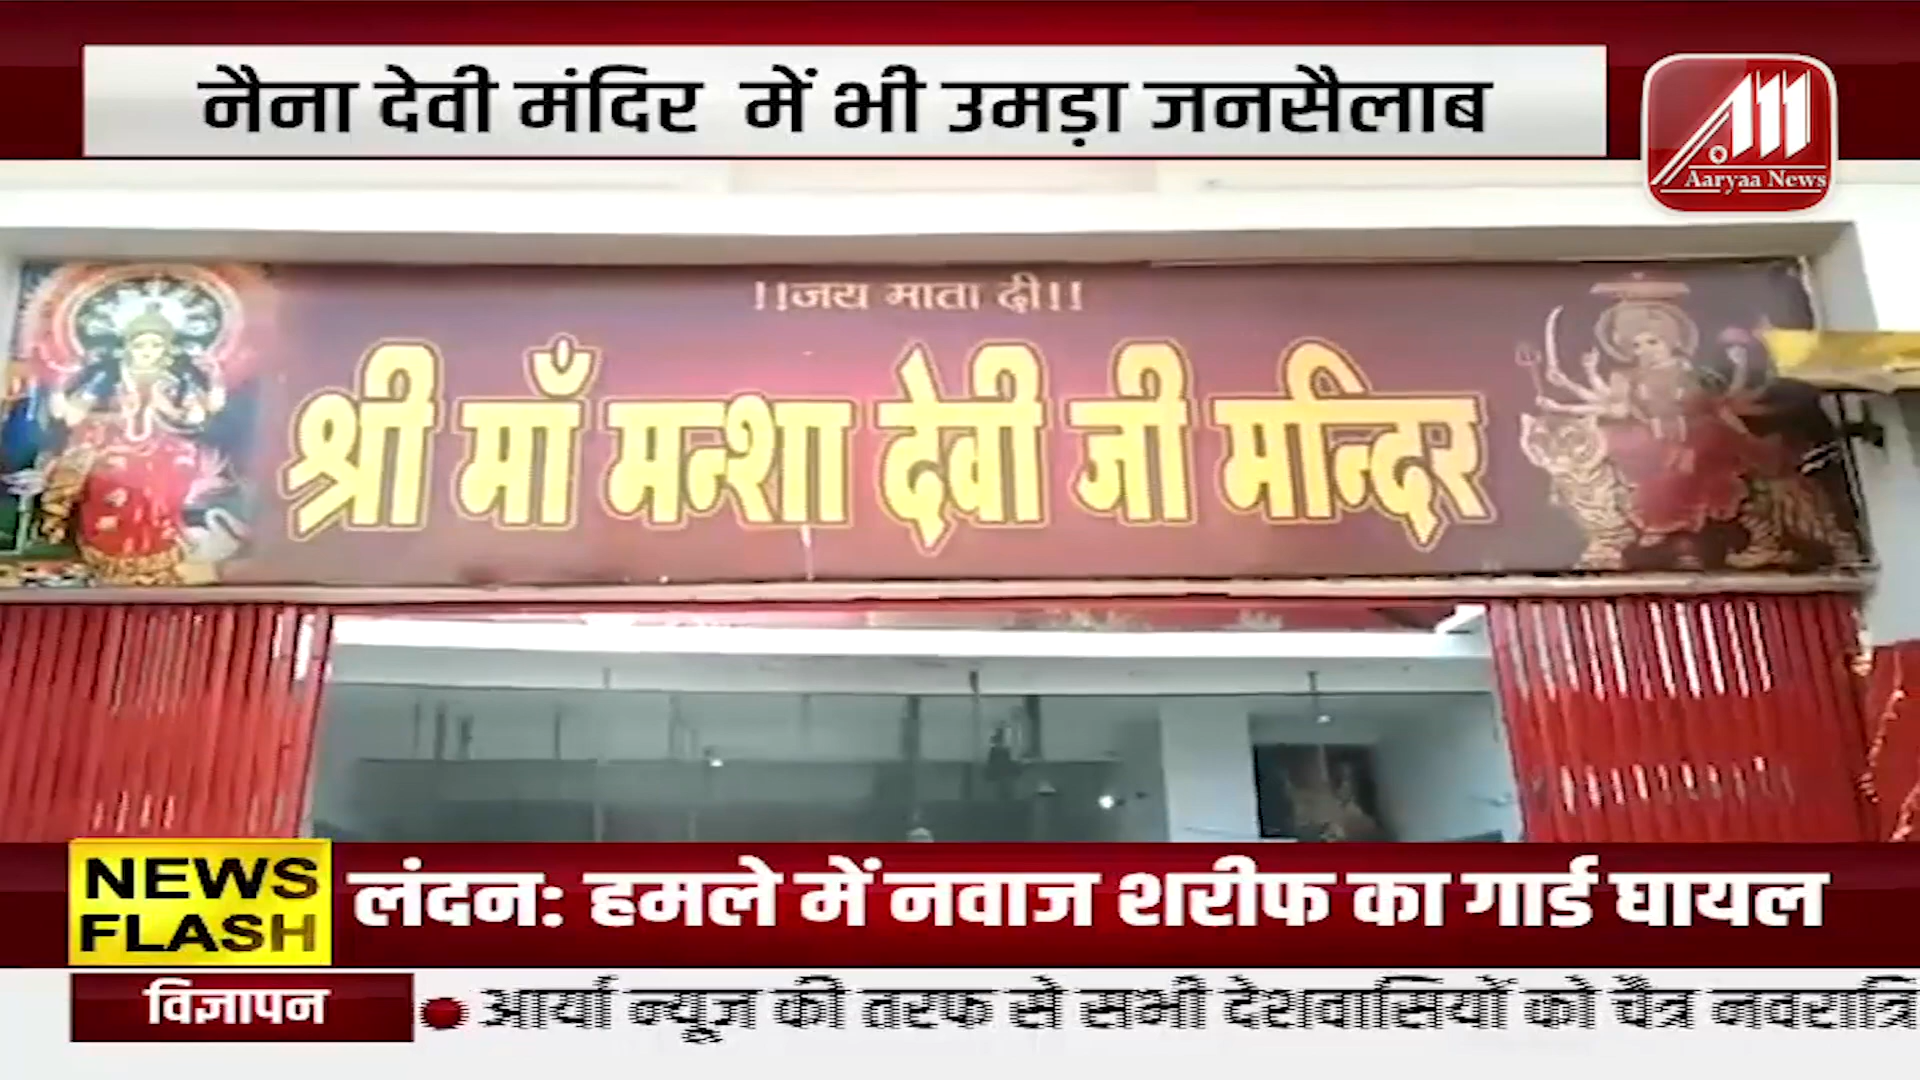 नैना देवी मंदिर में भी उमड़ा जनसैलाब
Aaryaa News
!!जय माता दी!!
श्री माँ मन्शा देवी जी मन्दिर
NEWS
FLASH
लंदन: हमले में नवाज शरीफ का गार्ड घायल
विज्ञापन
आर्या न्यूज़ की तरफ से सभी देशवासियों को चैत्र नवरात्रि